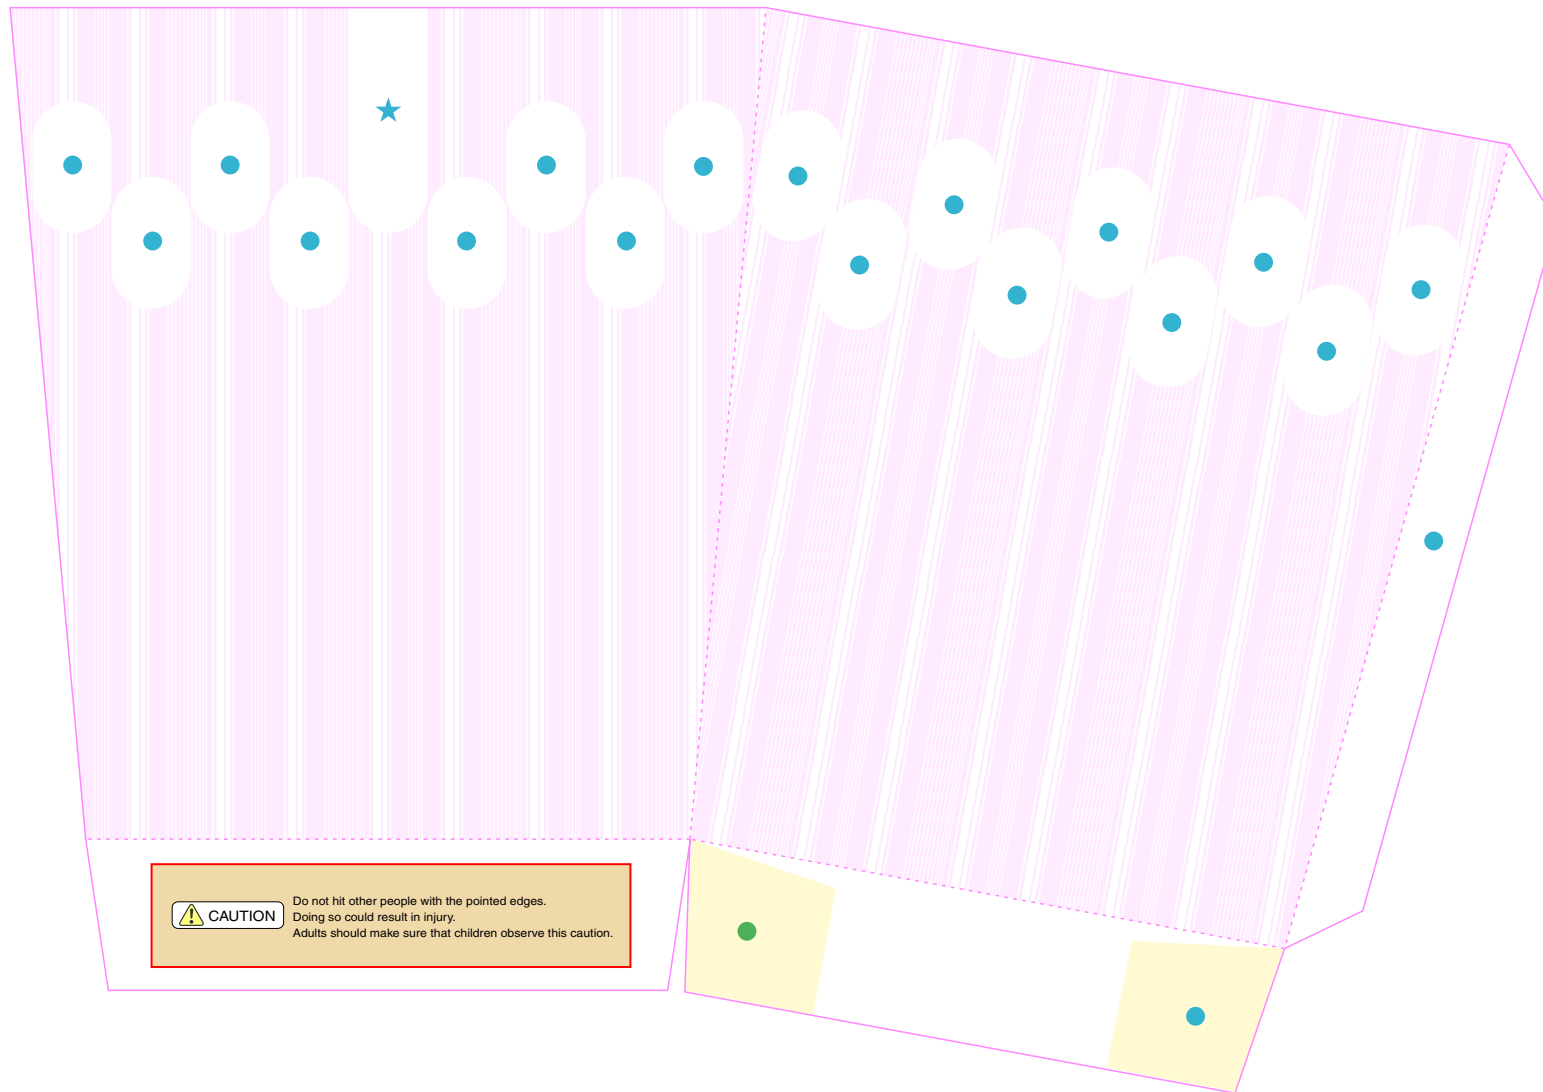 CAUTION
Do not hit other people with the pointed edges.
Doing so could result in injury.
Adults should make sure that children observe this caution.